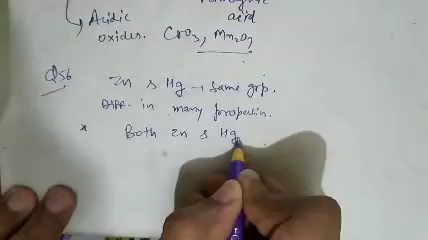 Acidic acid
oxides. CrO3, Mn2O7
Q56 Zn & Hg → Same grp.
Diff. in many properties.
* Both Zn & Hg